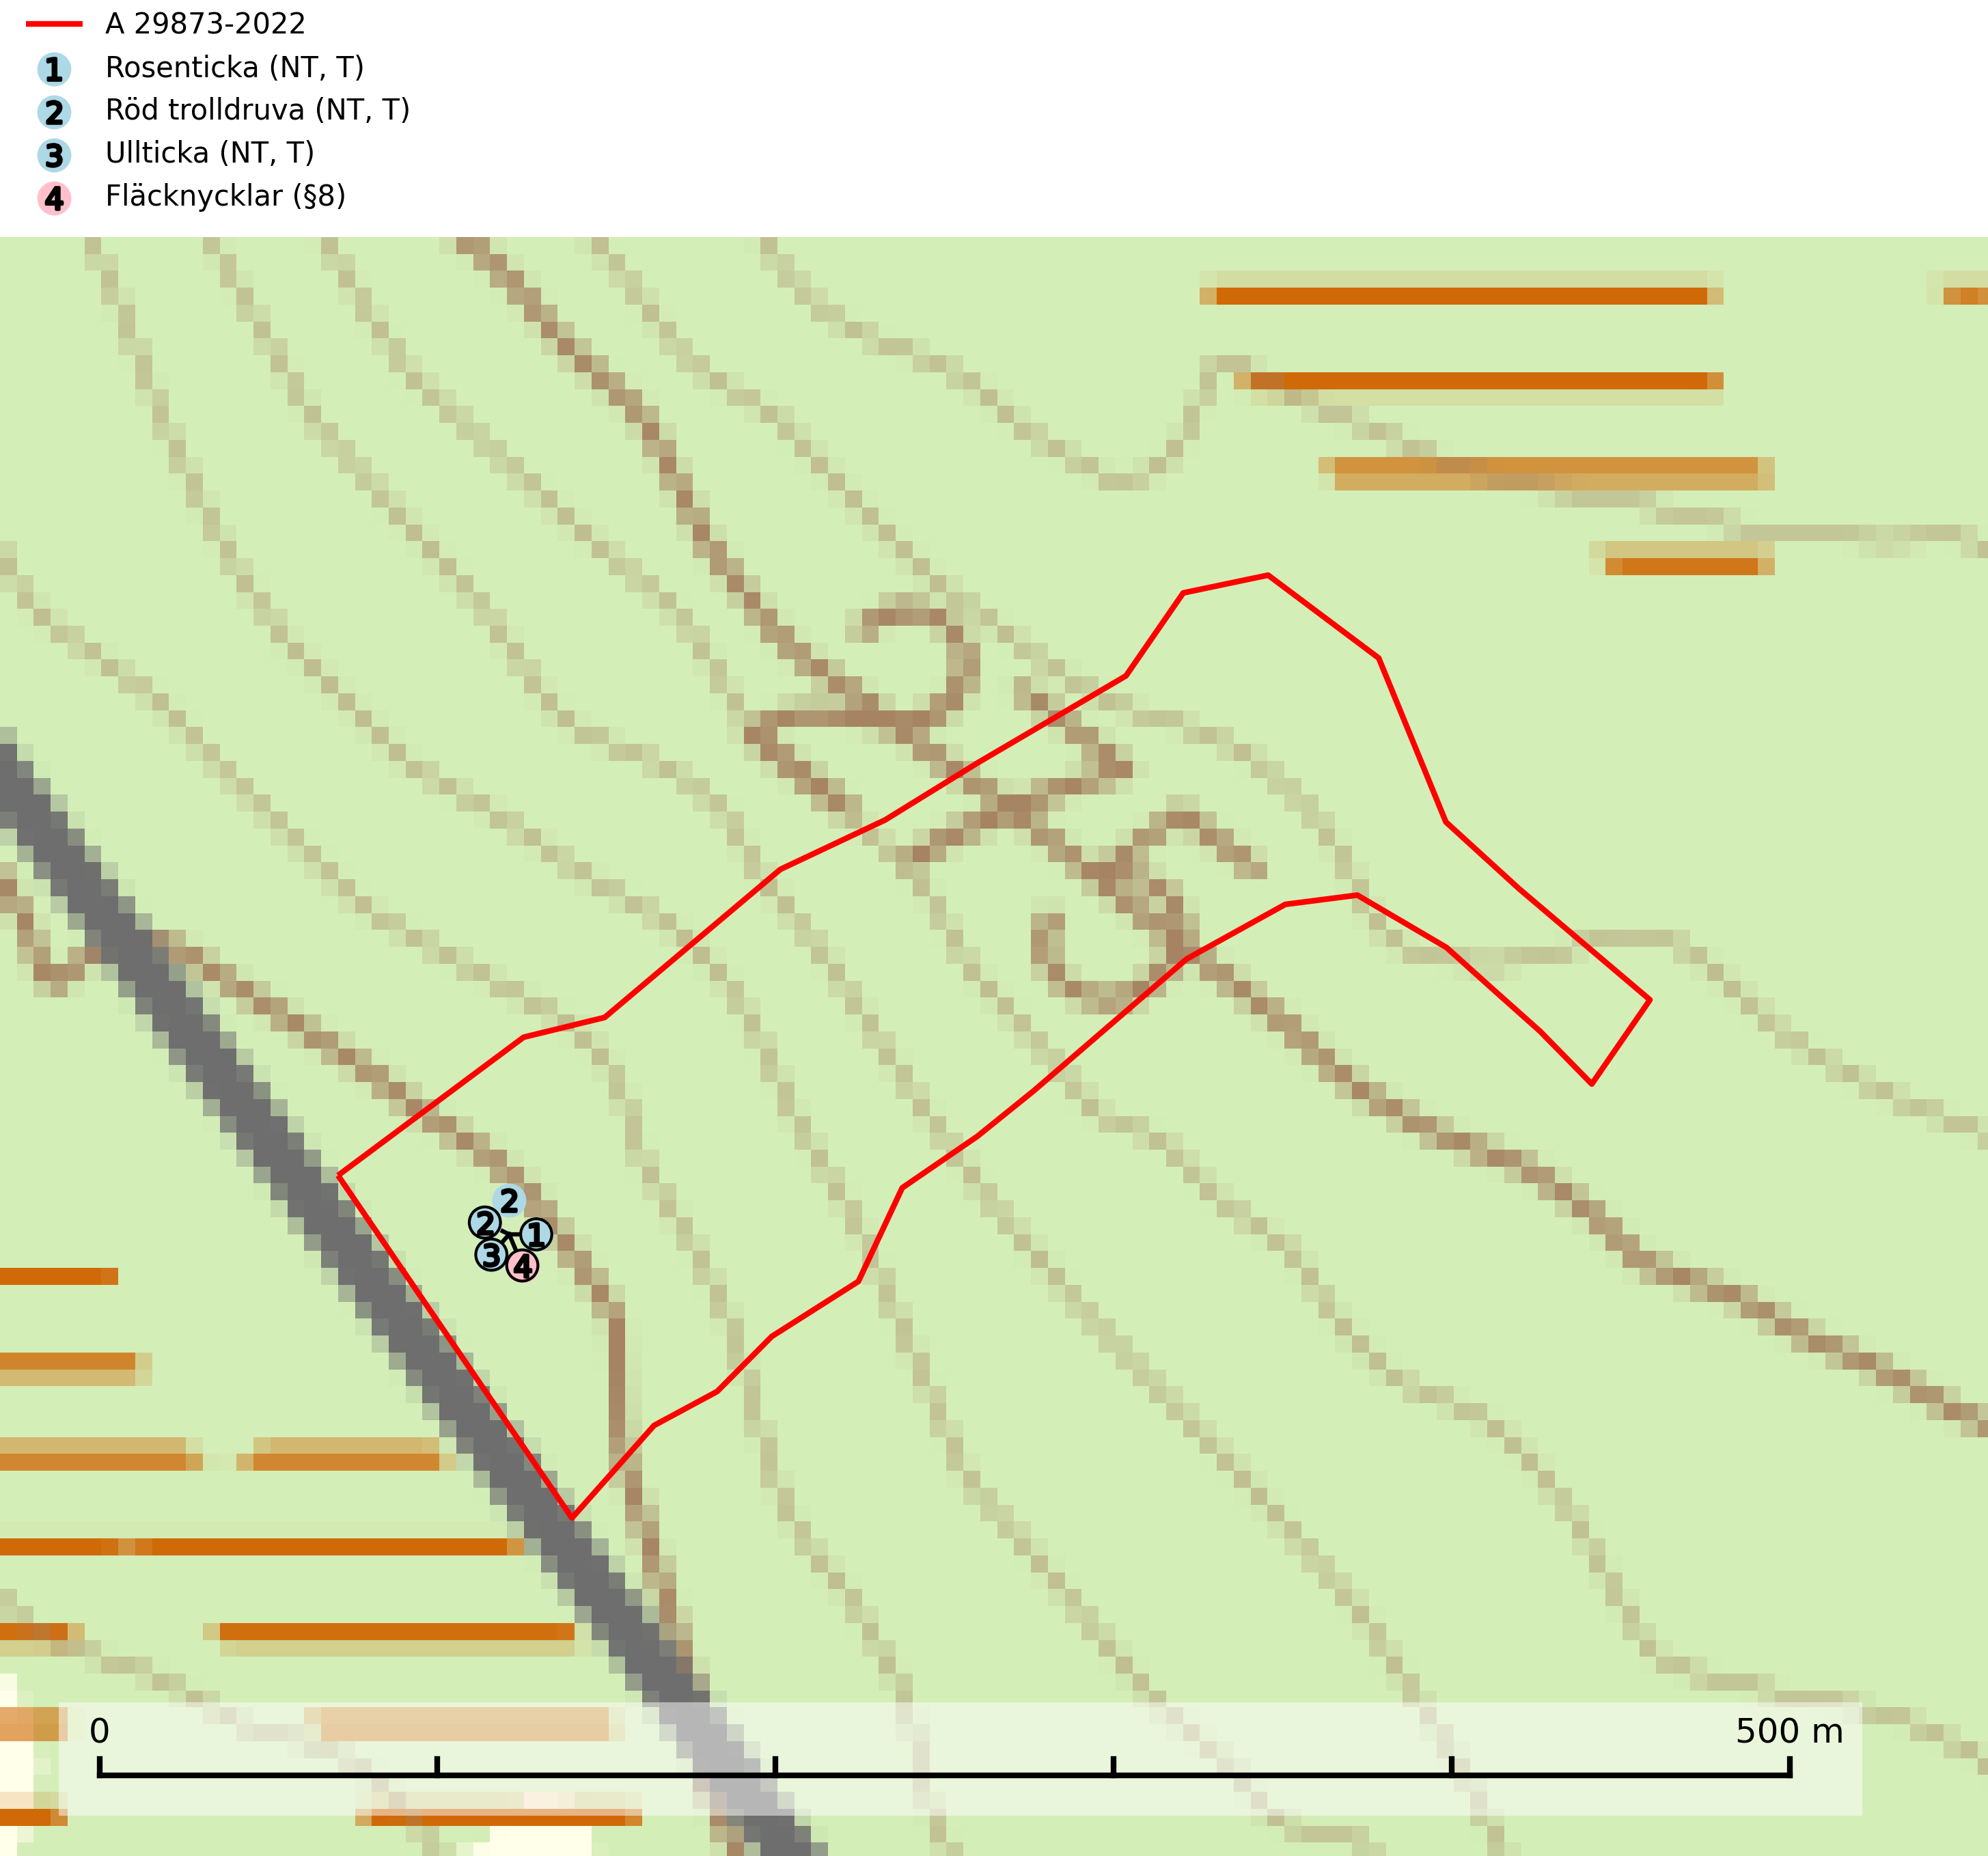 A 29873-2022
1 Rosenticka (NT, T)
2 Röd trolldruva (NT, T)
3 Ullticka (NT, T)
4 Fläcknycklar (§8)
2
2
1
3
4
0 500 m